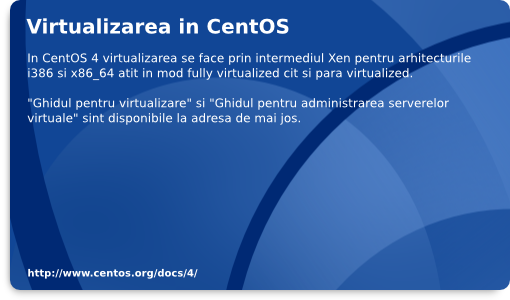 Virtualizarea in CentOS
In CentOS 4 virtualizarea se face prin intermediul Xen pentru arhitecturile
i386 si x86_64 atit in mod fully virtualized cit si para virtualized.
"Ghidul pentru virtualizare" si "Ghidul pentru administrarea serverelor
virtuale" sint disponibile la adresa de mai jos.
http://www.centos.org/docs/4/